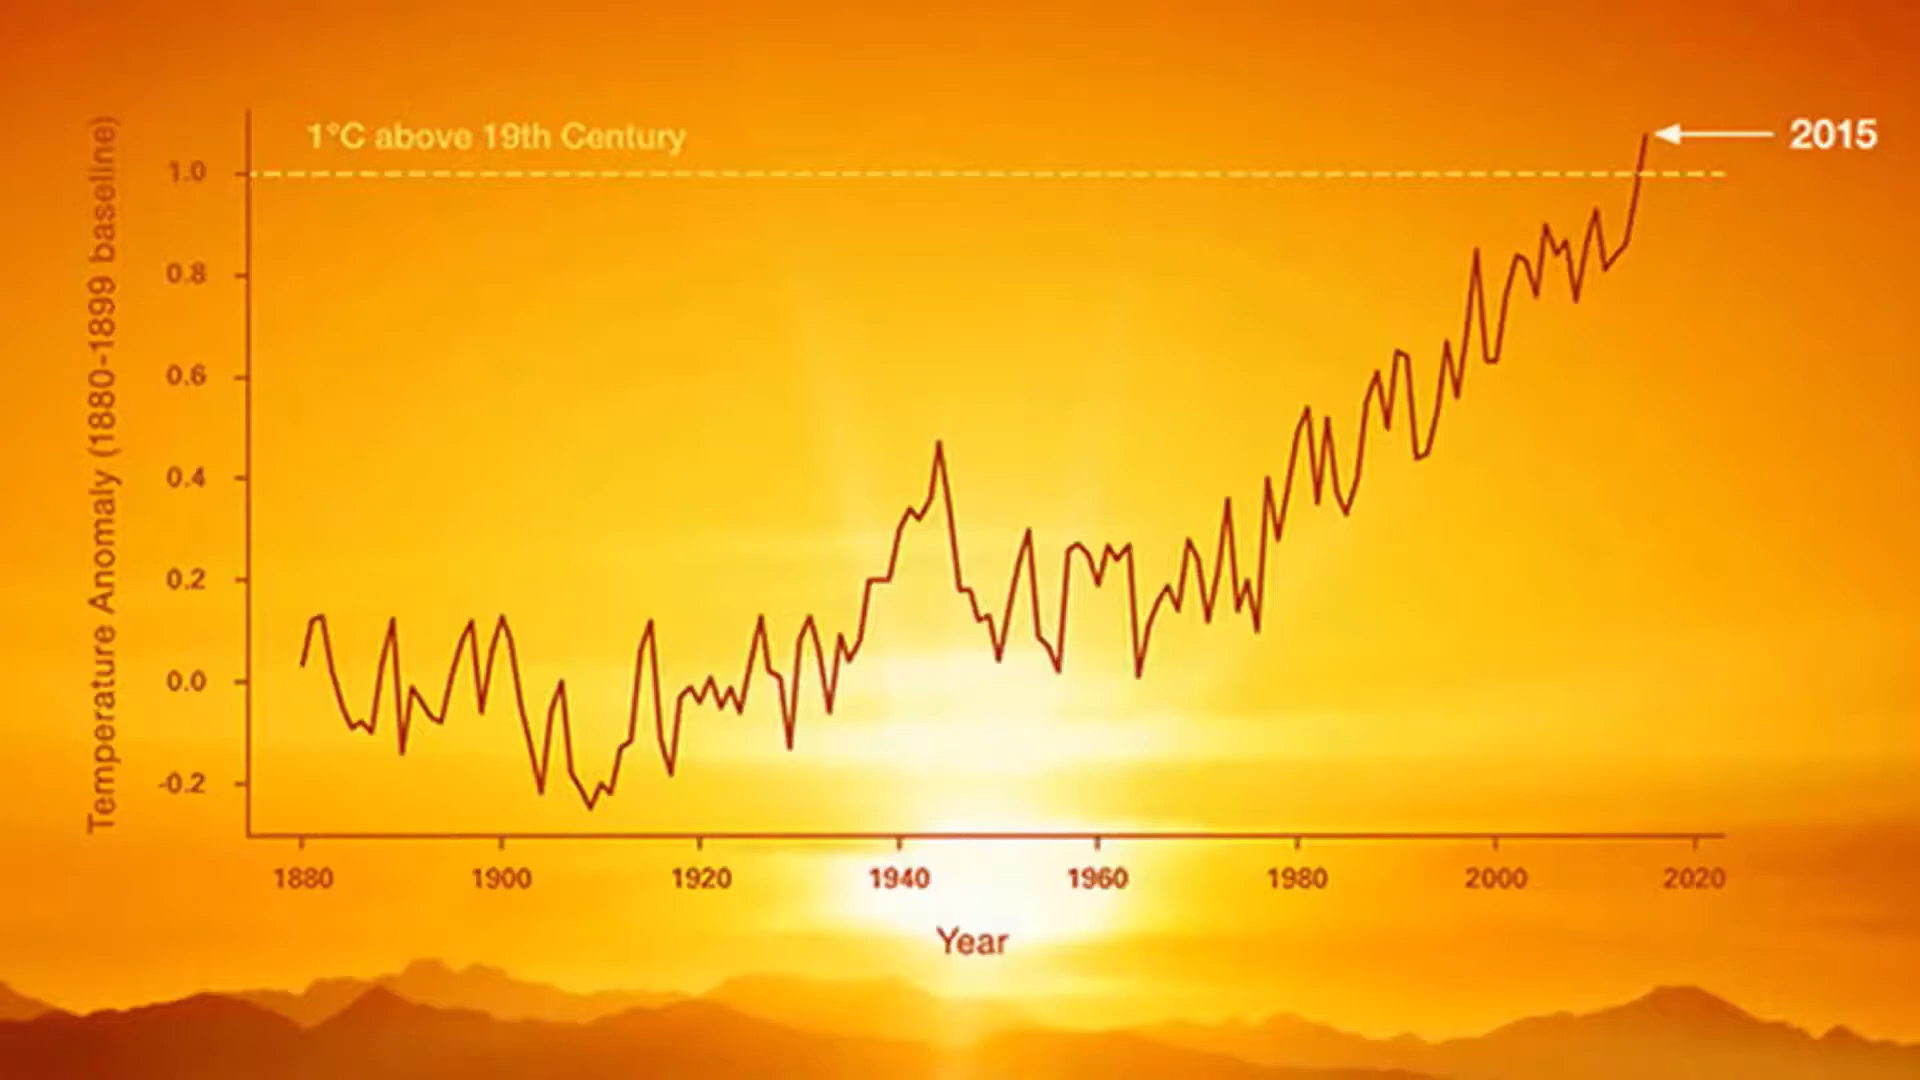 1°C above 19th Century
2015
Temperature Anomaly (1880-1899 baseline)
1.0
0.8
0.6
0.4
0.2
0.0
-0.2
1880 1900 1920 1940 1960 1980 2000 2020
Year